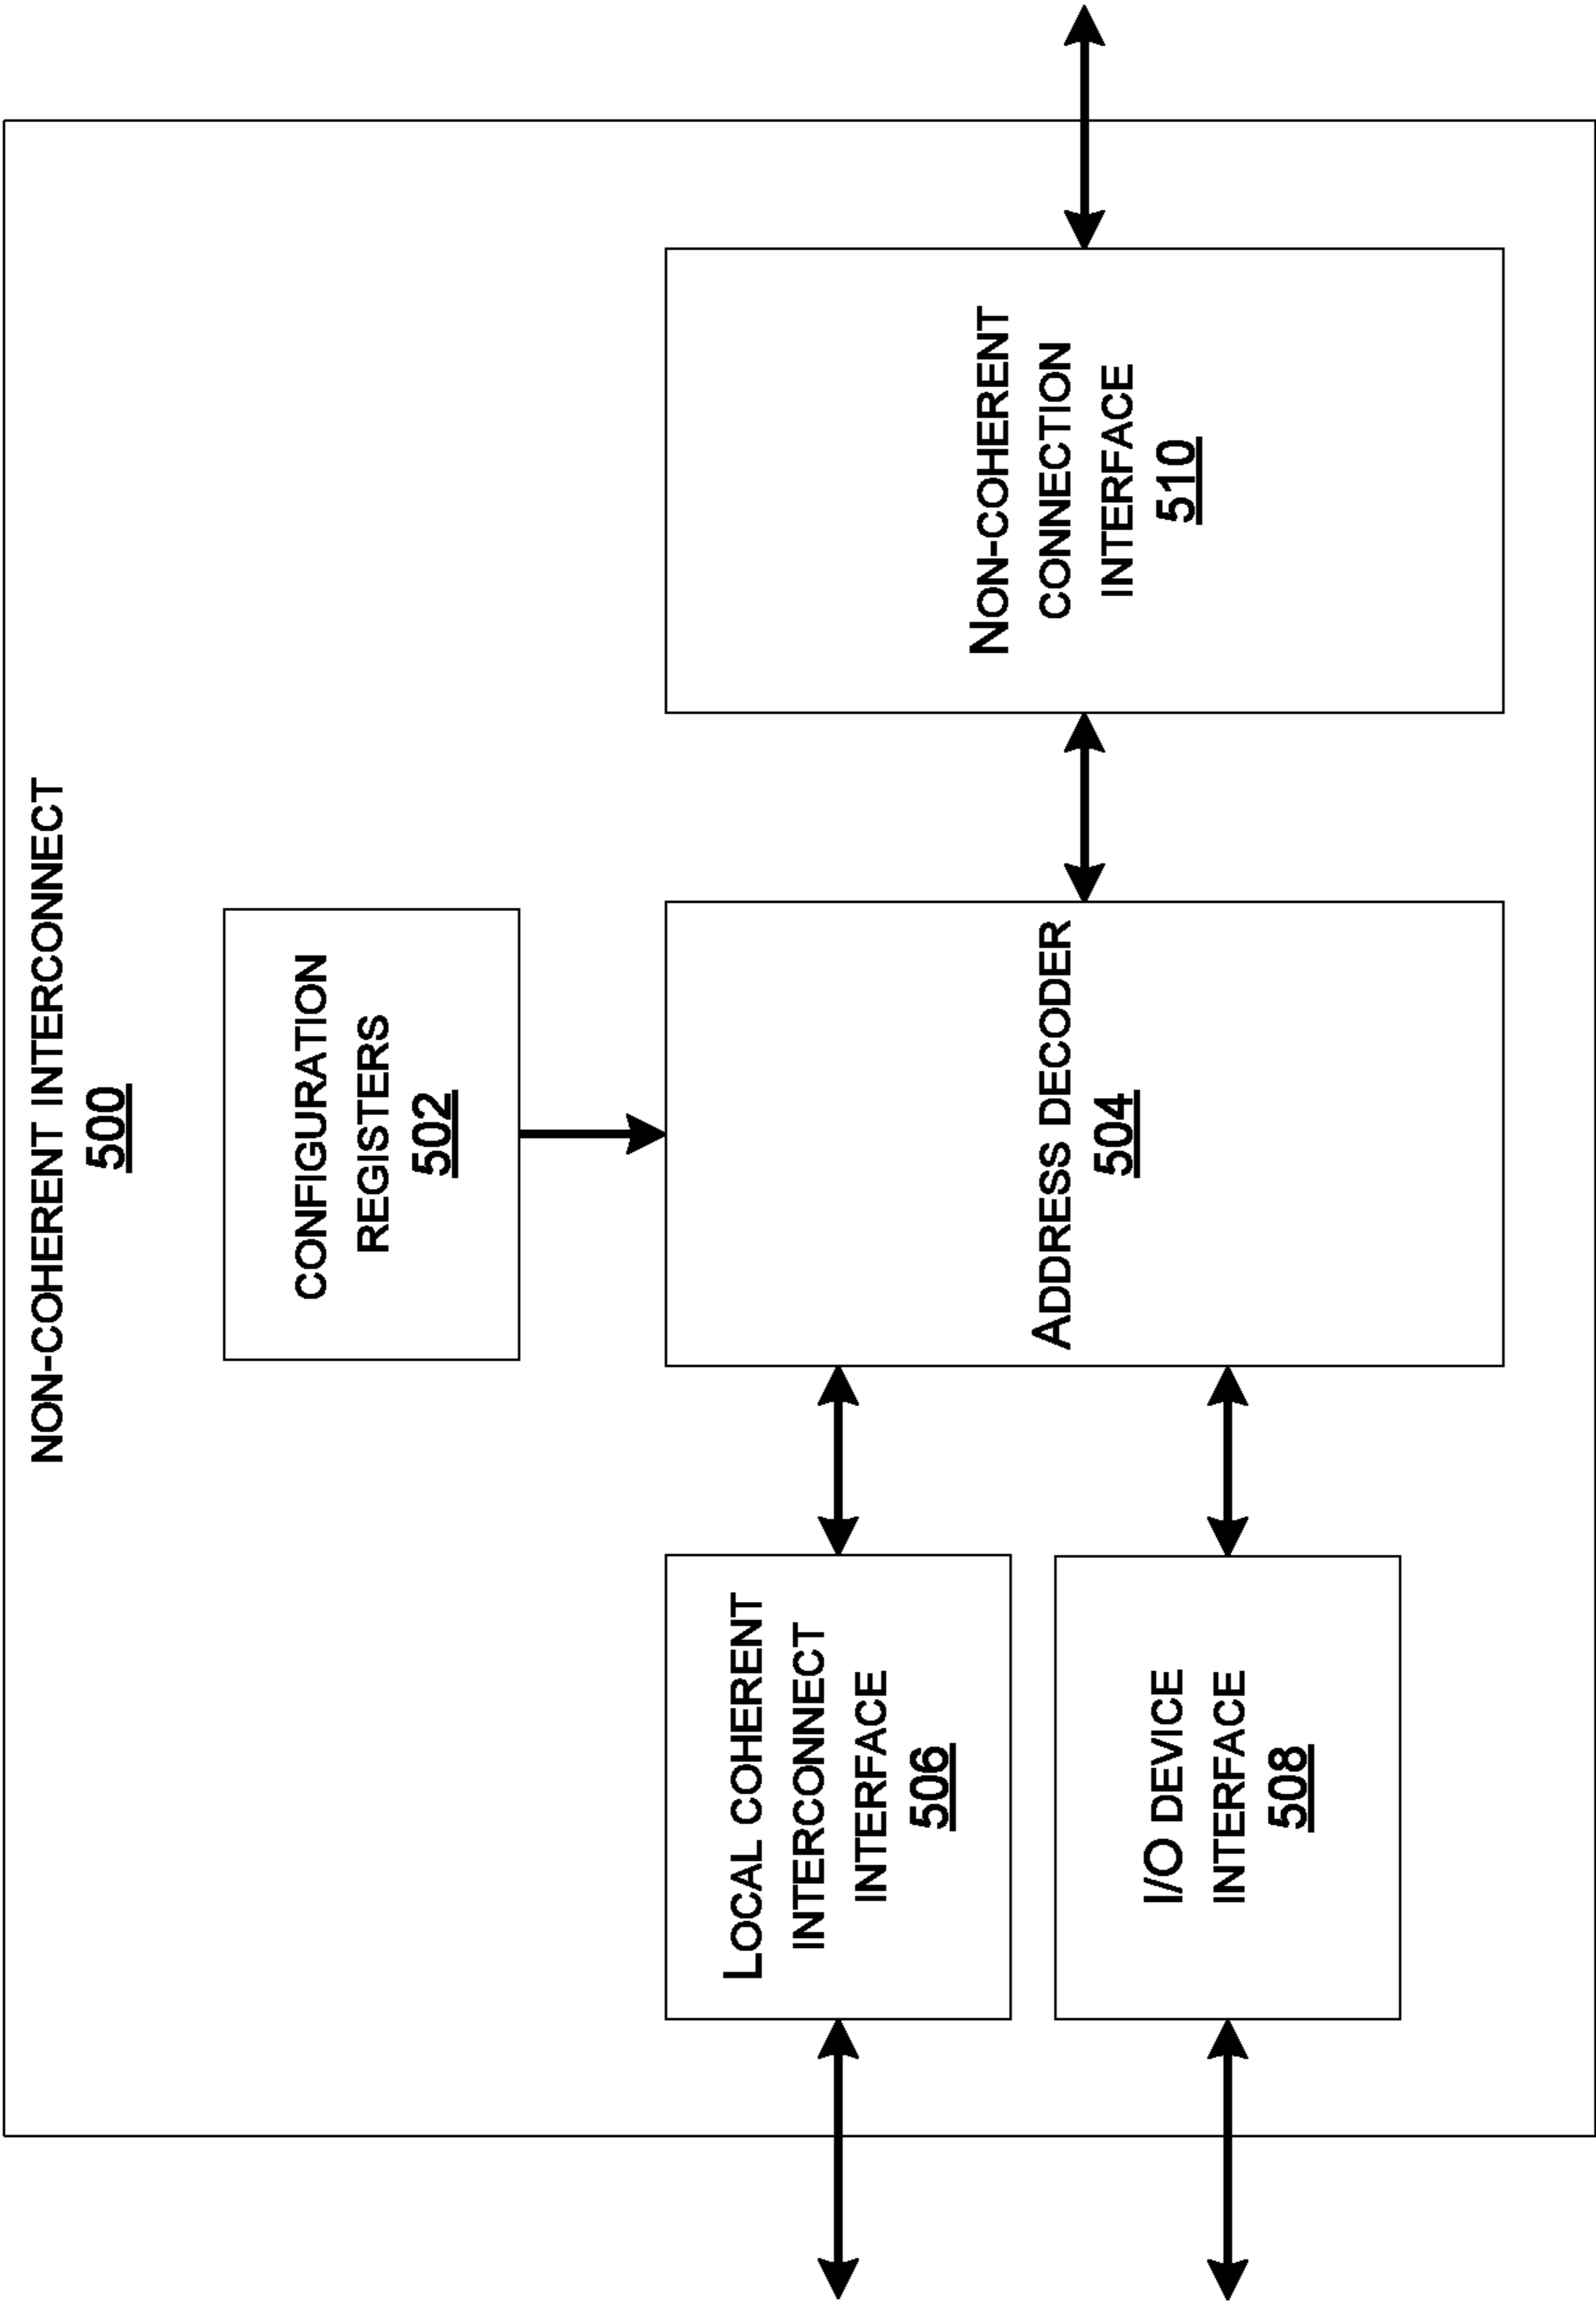 NON-COHERENT INTERCONNECT
500
CONFIGURATION
REGISTERS
502
LOCAL COHERENT
INTERCONNECT
INTERFACE
506
I/O DEVICE
INTERFACE
508
ADDRESS DECODER
504
NON-COHERENT
CONNECTION
INTERFACE
510